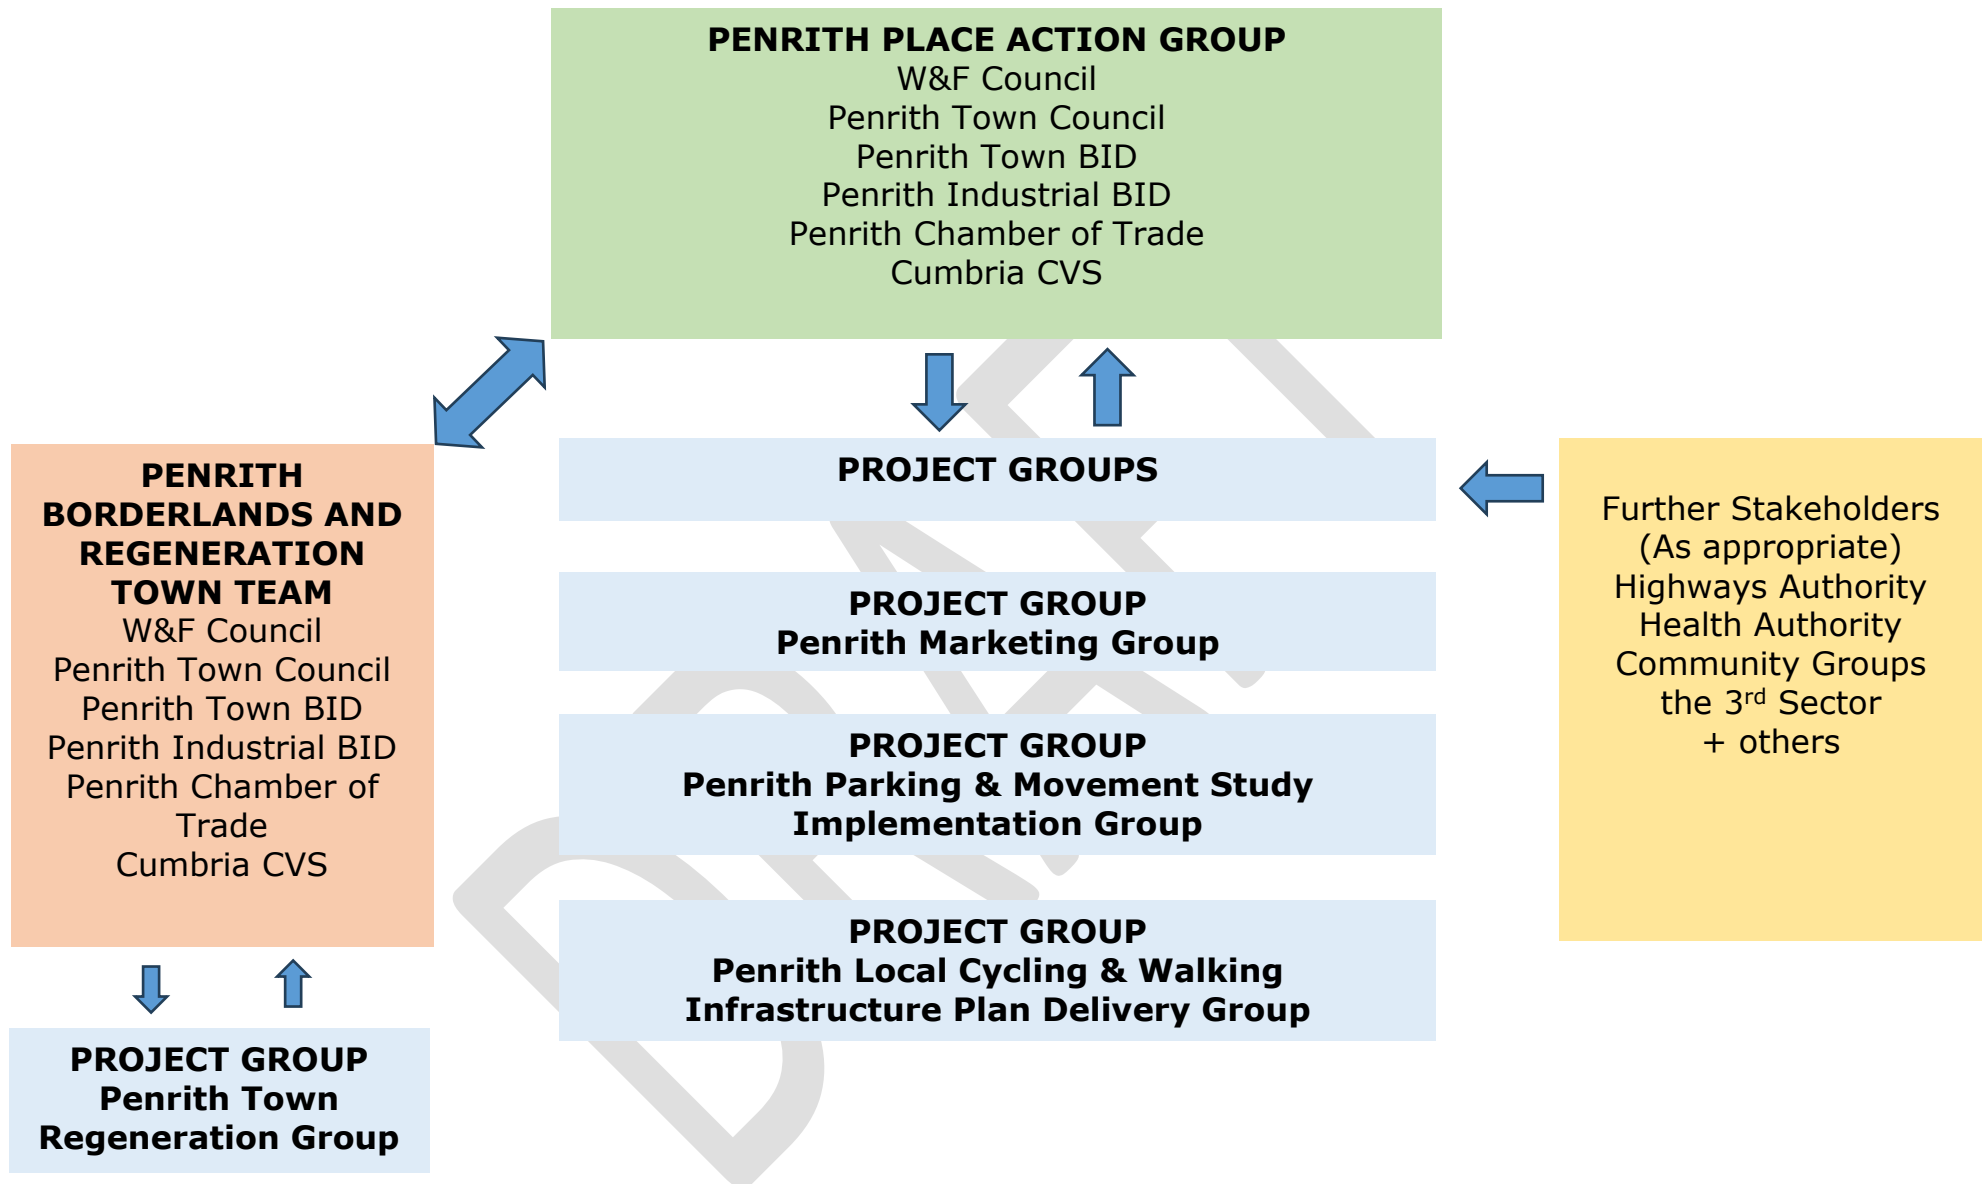 PENRITH PLACE ACTION GROUP
W&F Council
Penrith Town Council
Penrith Town BID
Penrith Industrial BID
Penrith Chamber of Trade
Cumbria CVS
PENRITH
BORDERLANDS AND
REGENERATION
TOWN TEAM
W&F Council
Penrith Town Council
Penrith Town BID
Penrith Industrial BID
Penrith Chamber of
Trade
Cumbria CVS
PROJECT GROUP
Penrith Town
Regeneration Group
PROJECT GROUPS
PROJECT GROUP
Penrith Marketing Group
PROJECT GROUP
Penrith Parking & Movement Study
Implementation Group
PROJECT GROUP
Penrith Local Cycling & Walking
Infrastructure Plan Delivery Group
Further Stakeholders
(As appropriate)
Highways Authority
Health Authority
Community Groups
the 3rd Sector
+ others
DRAFT